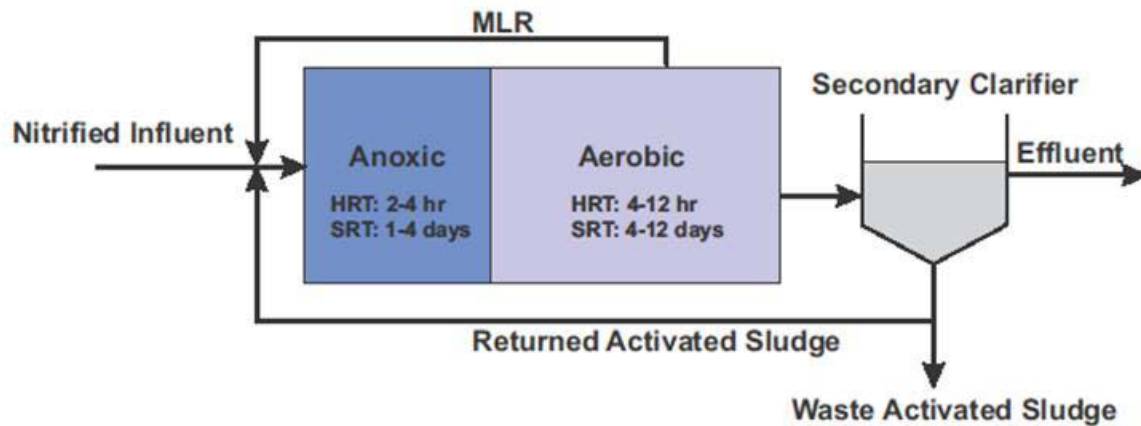 MLR
Secondary Clarifier
Nitrified Influent
Effluent
Anoxic
HRT: 2-4 hr
SRT: 1-4 days
Aerobic
HRT: 4-12 hr
SRT: 4-12 days
Returned Activated Sludge
Waste Activated Sludge